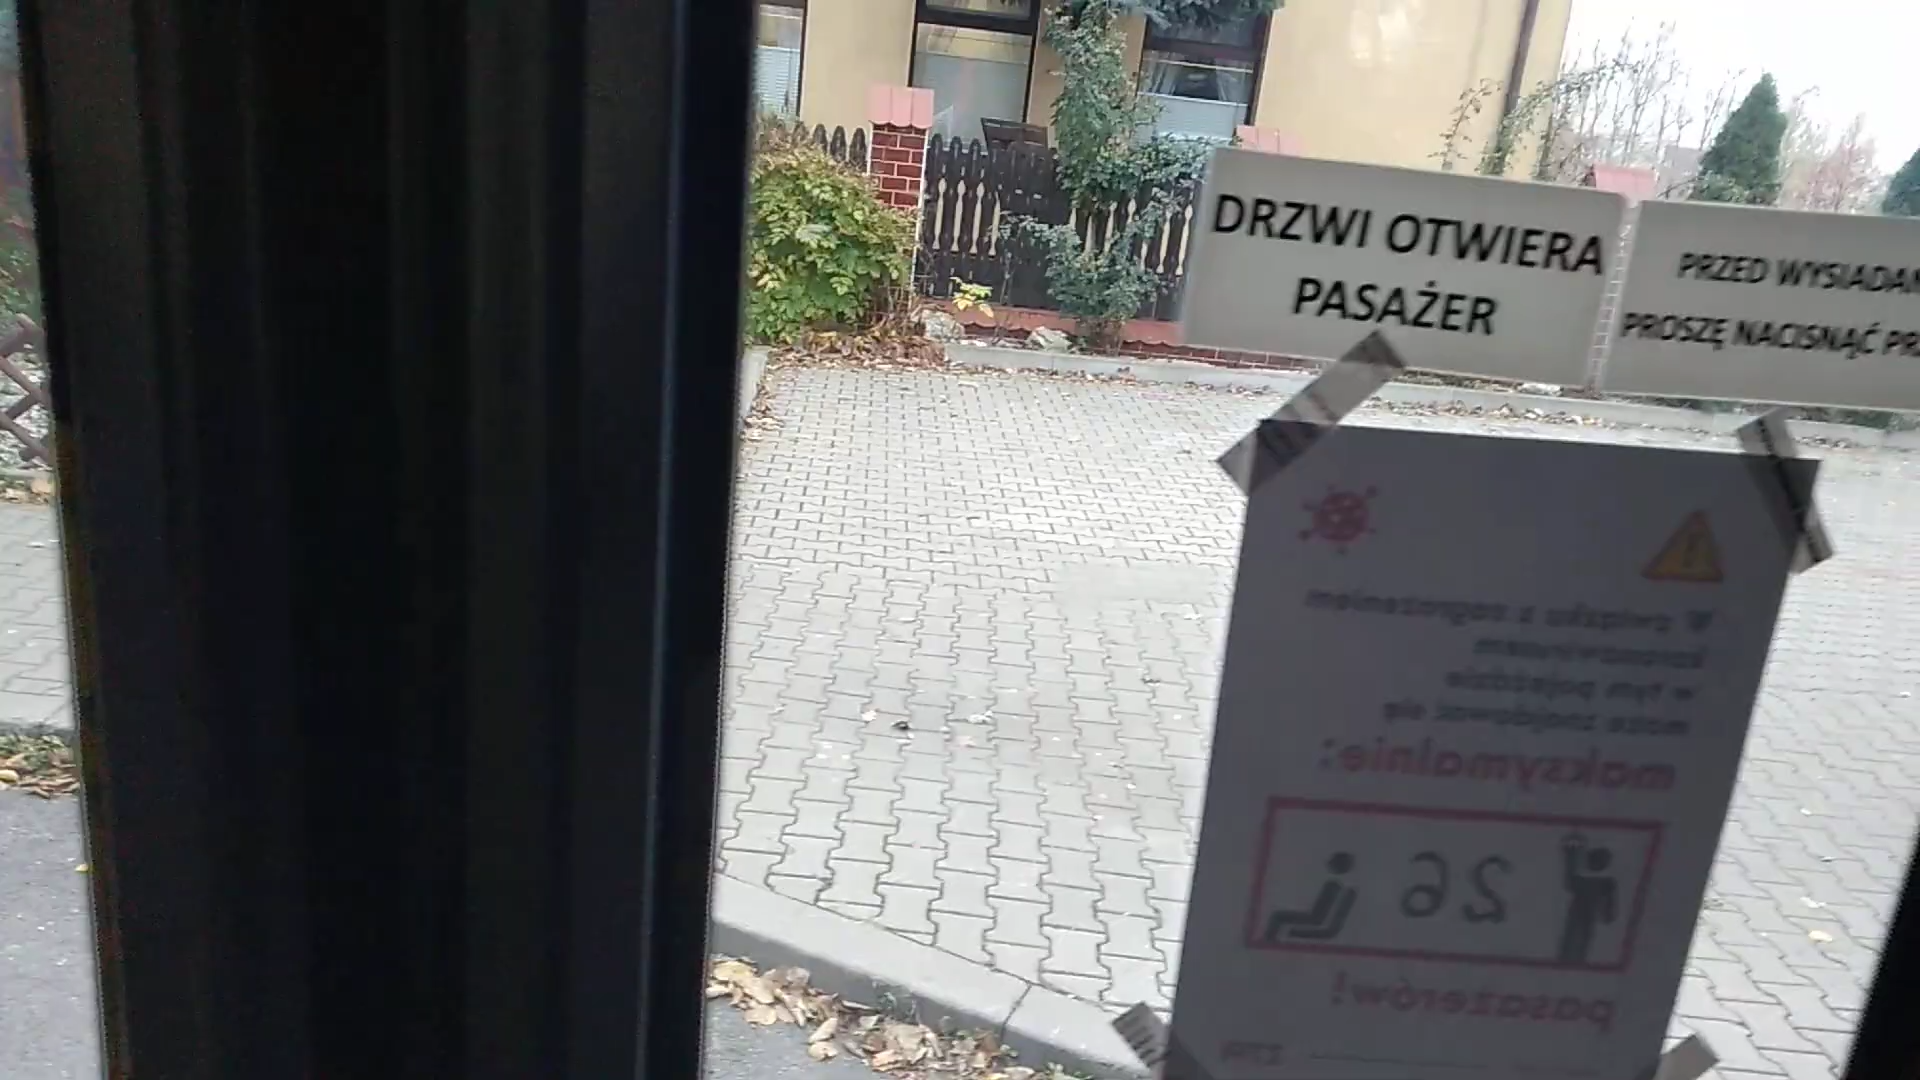 DRZWI OTWIERA
PASAŻER
PRZED WYSIADAN
PROSZĘ NACISNĄĆ PR
W związku z zagrożeniem
koronawirusem
w tym pojeździe
może znajdować się
maksymalnie:
26
pasażerów!